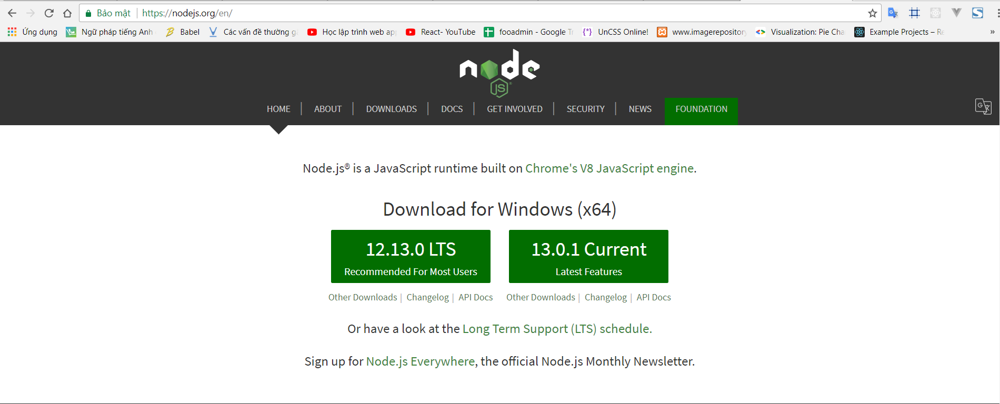 Bảo mật https://nodejs.org/en/
Ứng dụng Ngữ pháp tiếng Anh Babel Các vấn đề thường Học lập trình web React- YouTube fooadmin - Google UnCSS Online! www.imagerepository Visualization: Pie Example Projects – »
node
JS®
HOME ABOUT DOWNLOADS DOCS GET INVOLVED SECURITY NEWS FOUNDATION
Node.js® is a JavaScript runtime built on Chrome's V8 JavaScript engine.
Download for Windows (x64)
12.13.0 LTS 13.0.1 Current
Recommended For Most Users Latest Features
Other Downloads | Changelog | API Docs Other Downloads | Changelog | API Docs
Or have a look at the Long Term Support (LTS) schedule.
Sign up for Node.js Everywhere, the official Node.js Monthly Newsletter.